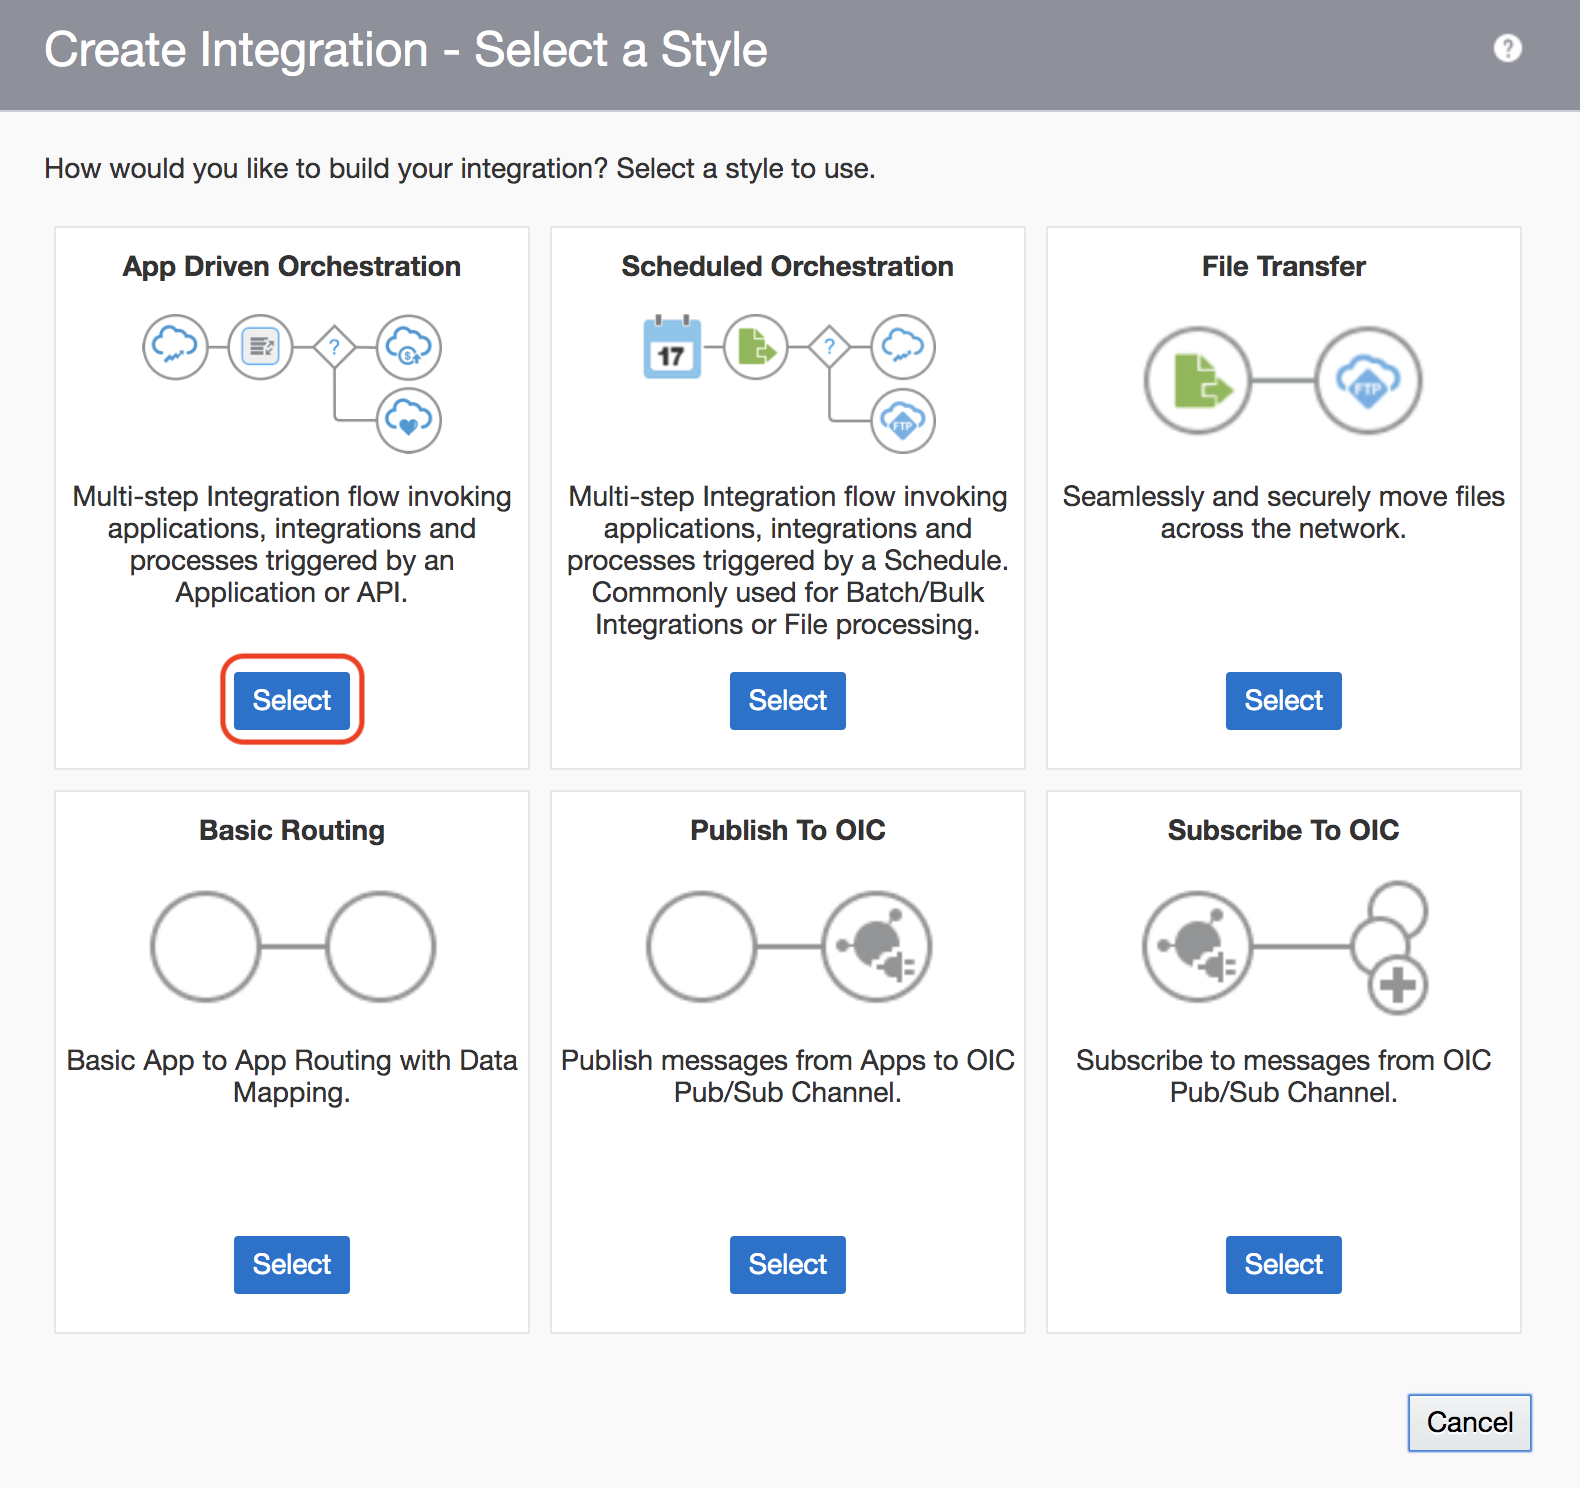 Create Integration - Select a Style
?
How would you like to build your integration? Select a style to use.
App Driven Orchestration
?
$
Multi-step Integration flow invoking
applications, integrations and
processes triggered by an
Application or API.
Select
Scheduled Orchestration
17
?
FTP
Multi-step Integration flow invoking
applications, integrations and
processes triggered by a Schedule.
Commonly used for Batch/Bulk
Integrations or File processing.
Select
File Transfer
FTP
Seamlessly and securely move files
across the network.
Select
Basic Routing
Basic App to App Routing with Data
Mapping.
Select
Publish To OIC
Publish messages from Apps to OIC
Pub/Sub Channel.
Select
Subscribe To OIC
Subscribe to messages from OIC
Pub/Sub Channel.
Select
Cancel